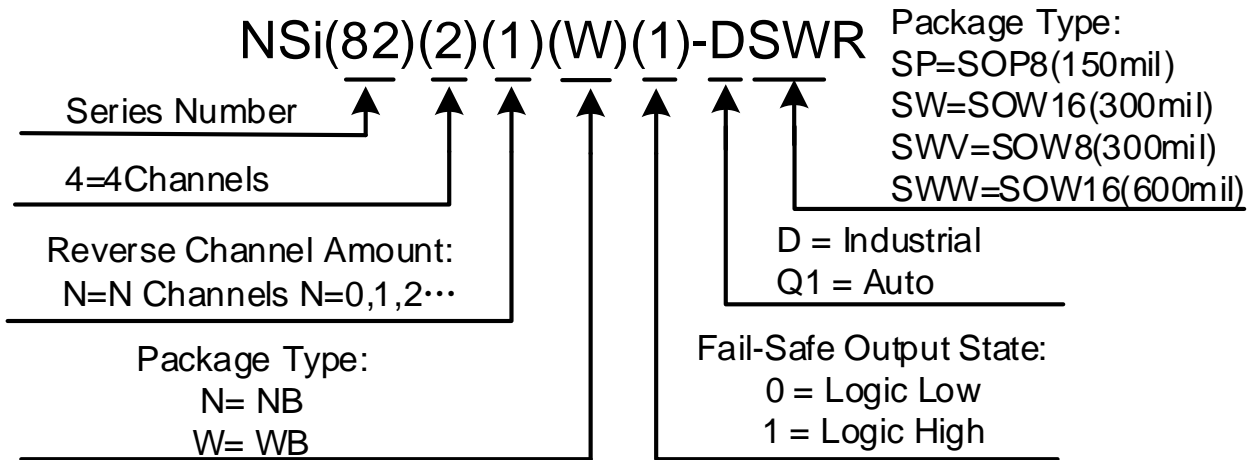 NSi(82)(2)(1)(W)(1)-DSWR
Package Type:
SP=SOP8(150mil)
SW=SOW16(300mil)
SWV=SOW8(300mil)
SWW=SOW16(600mil)
Series Number
4=4Channels
Reverse Channel Amount:
N=N Channels N=0,1,2···
Package Type:
N= NB
W= WB
D = Industrial
Q1 = Auto
Fail-Safe Output State:
0 = Logic Low
1 = Logic High